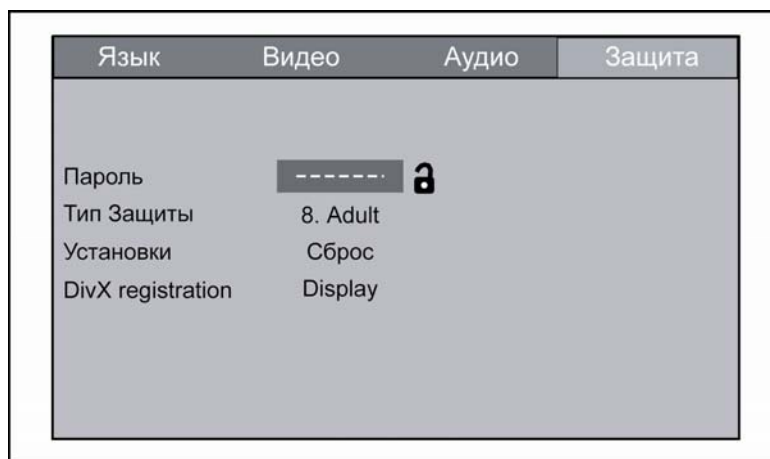 Язык Видео Аудио Защита
Пароль ------
Тип Защиты 8. Adult
Установки Сброс
DivX registration Display